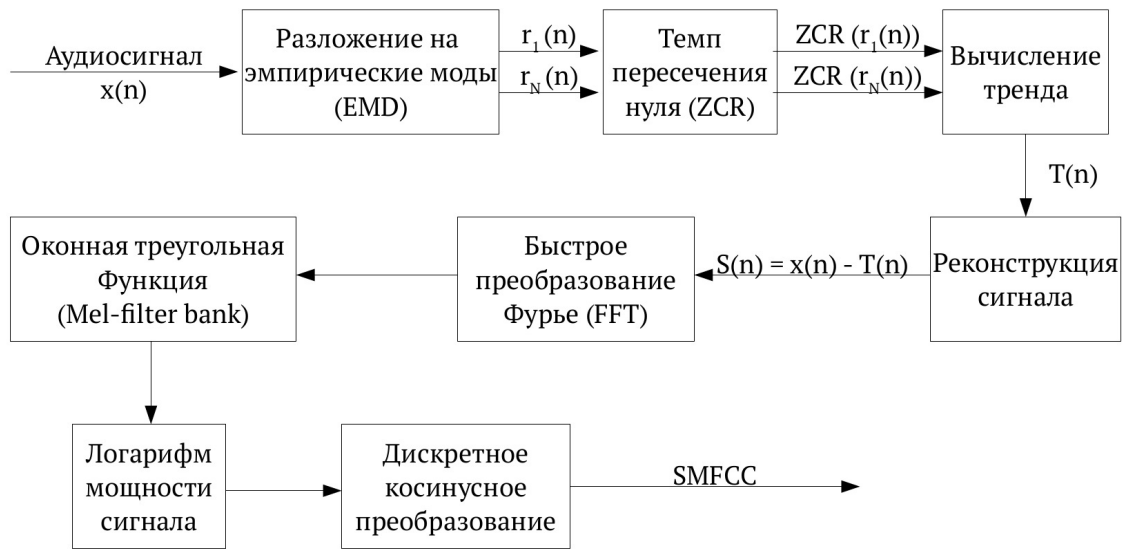 Аудиосигнал
x(n)
Разложение на
эмпирические моды
(EMD)
r1 (n)
rN (n)
Темп
пересечения
нуля (ZCR)
ZCR (r1(n))
ZCR (rN(n))
Вычисление
тренда
T(n)
Реконструкция
сигнала
S(n) = x(n) - T(n)
Быстрое
преобразование
Фурье (FFT)
Оконная треугольная
Функция
(Mel-filter bank)
Логарифм
мощности
сигнала
Дискретное
косинусное
преобразование
SMFCC